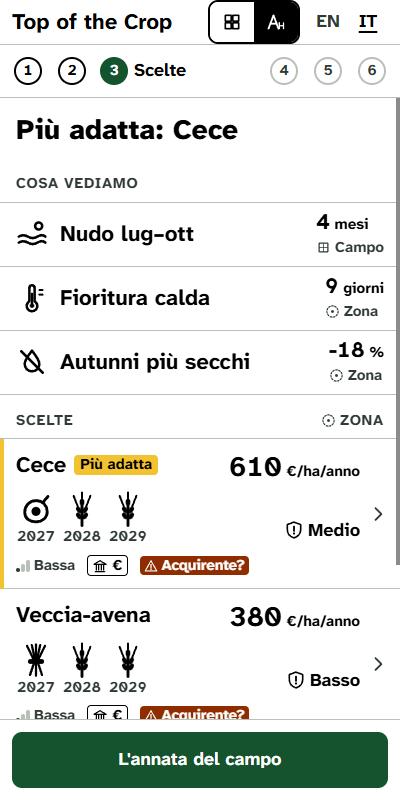 Top of the Crop
AH
EN
IT
1
2
3
Scelte
4
5
6
Più adatta: Cece
COSA VEDIAMO
Nudo lug–ott
4 mesi
Campo
Fioritura calda
9 giorni
Zona
Autunni più secchi
-18 %
Zona
SCELTE
ZONA
Cece
Più adatta
610 €/ha/anno
2027 2028 2029
Medio
Bassa
€
Acquirente?
Veccia-avena
380 €/ha/anno
2027 2028 2029
Basso
Bassa
€
Acquirente?
L'annata del campo